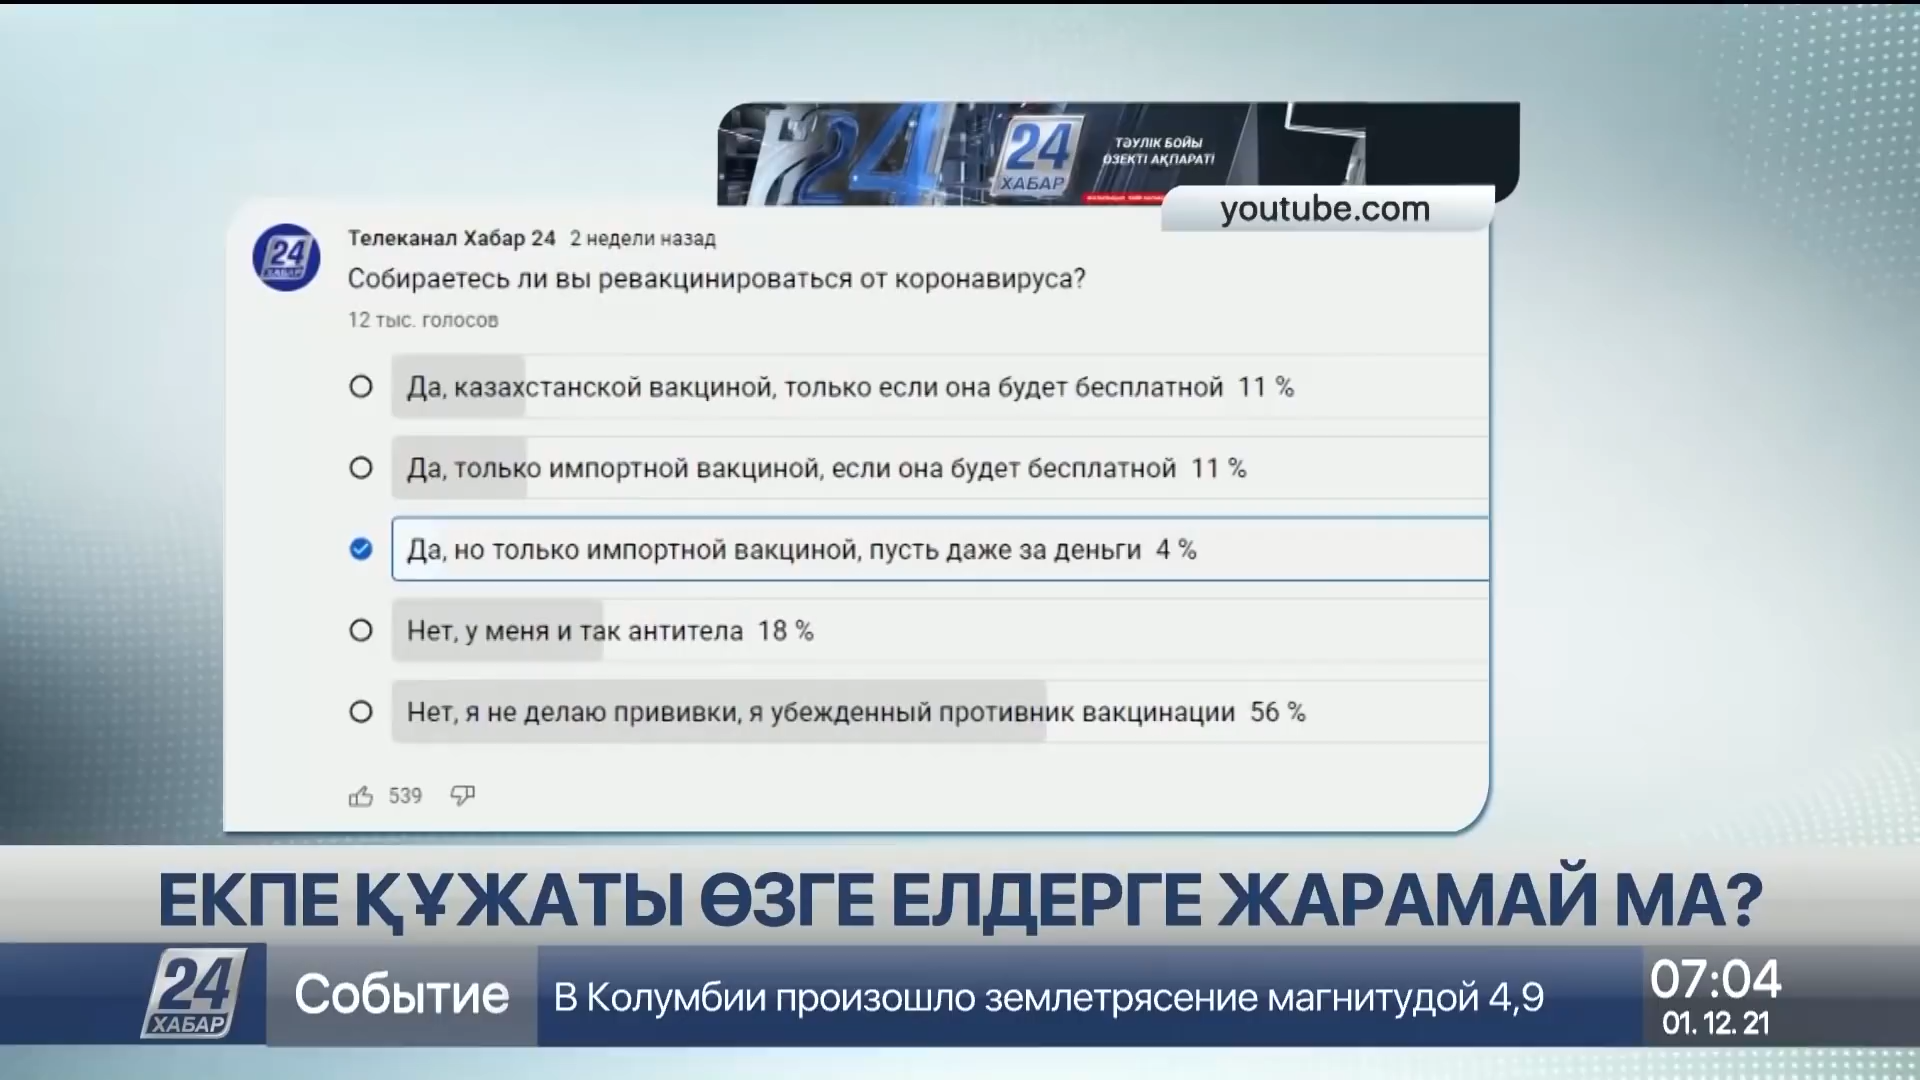 24
24
ХАБАР
ТӘУЛІК БОЙЫ
ӨЗЕКТІ АҚПАРАТ!
youtube.com
24
ХАБАР
Телеканал Хабар 24 2 недели назад
Собираетесь ли вы ревакцинироваться от коронавируса?
12 тыс. голосов
Да, казахстанской вакциной, только если она будет бесплатной 11 %
Да, только импортной вакциной, если она будет бесплатной 11 %
Да, но только импортной вакциной, пусть даже за деньги 4 %
Нет, у меня и так антитела 18 %
Нет, я не делаю прививки, я убежденный противник вакцинации 56 %
539
ЕКПЕ ҚҰЖАТЫ ӨЗГЕ ЕЛДЕРГЕ ЖАРАМАЙ МА?
24
ХАБАР
Событие
В Колумбии произошло землетрясение магнитудой 4,9
07:04
01. 12. 21